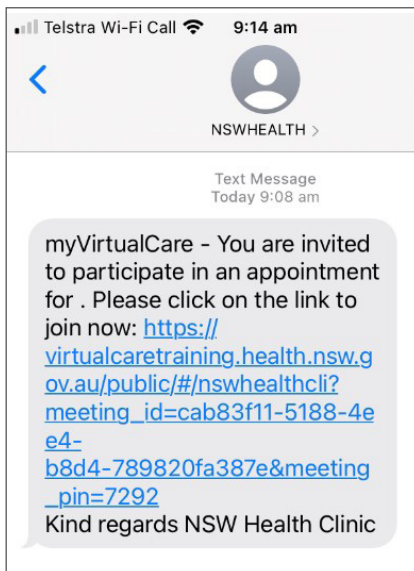 Telstra Wi-Fi Call 9:14 am
NSWHEALTH >
Text Message
Today 9:08 am
myVirtualCare - You are invited
to participate in an appointment
for . Please click on the link to
join now: https://
virtualcaretraining.health.nsw.g
ov.au/public/#/nswhealthcli?
meeting_id=cab83f11-5188-4e
e4-
b8d4-789820fa387e&meeting
_pin=7292
Kind regards NSW Health Clinic